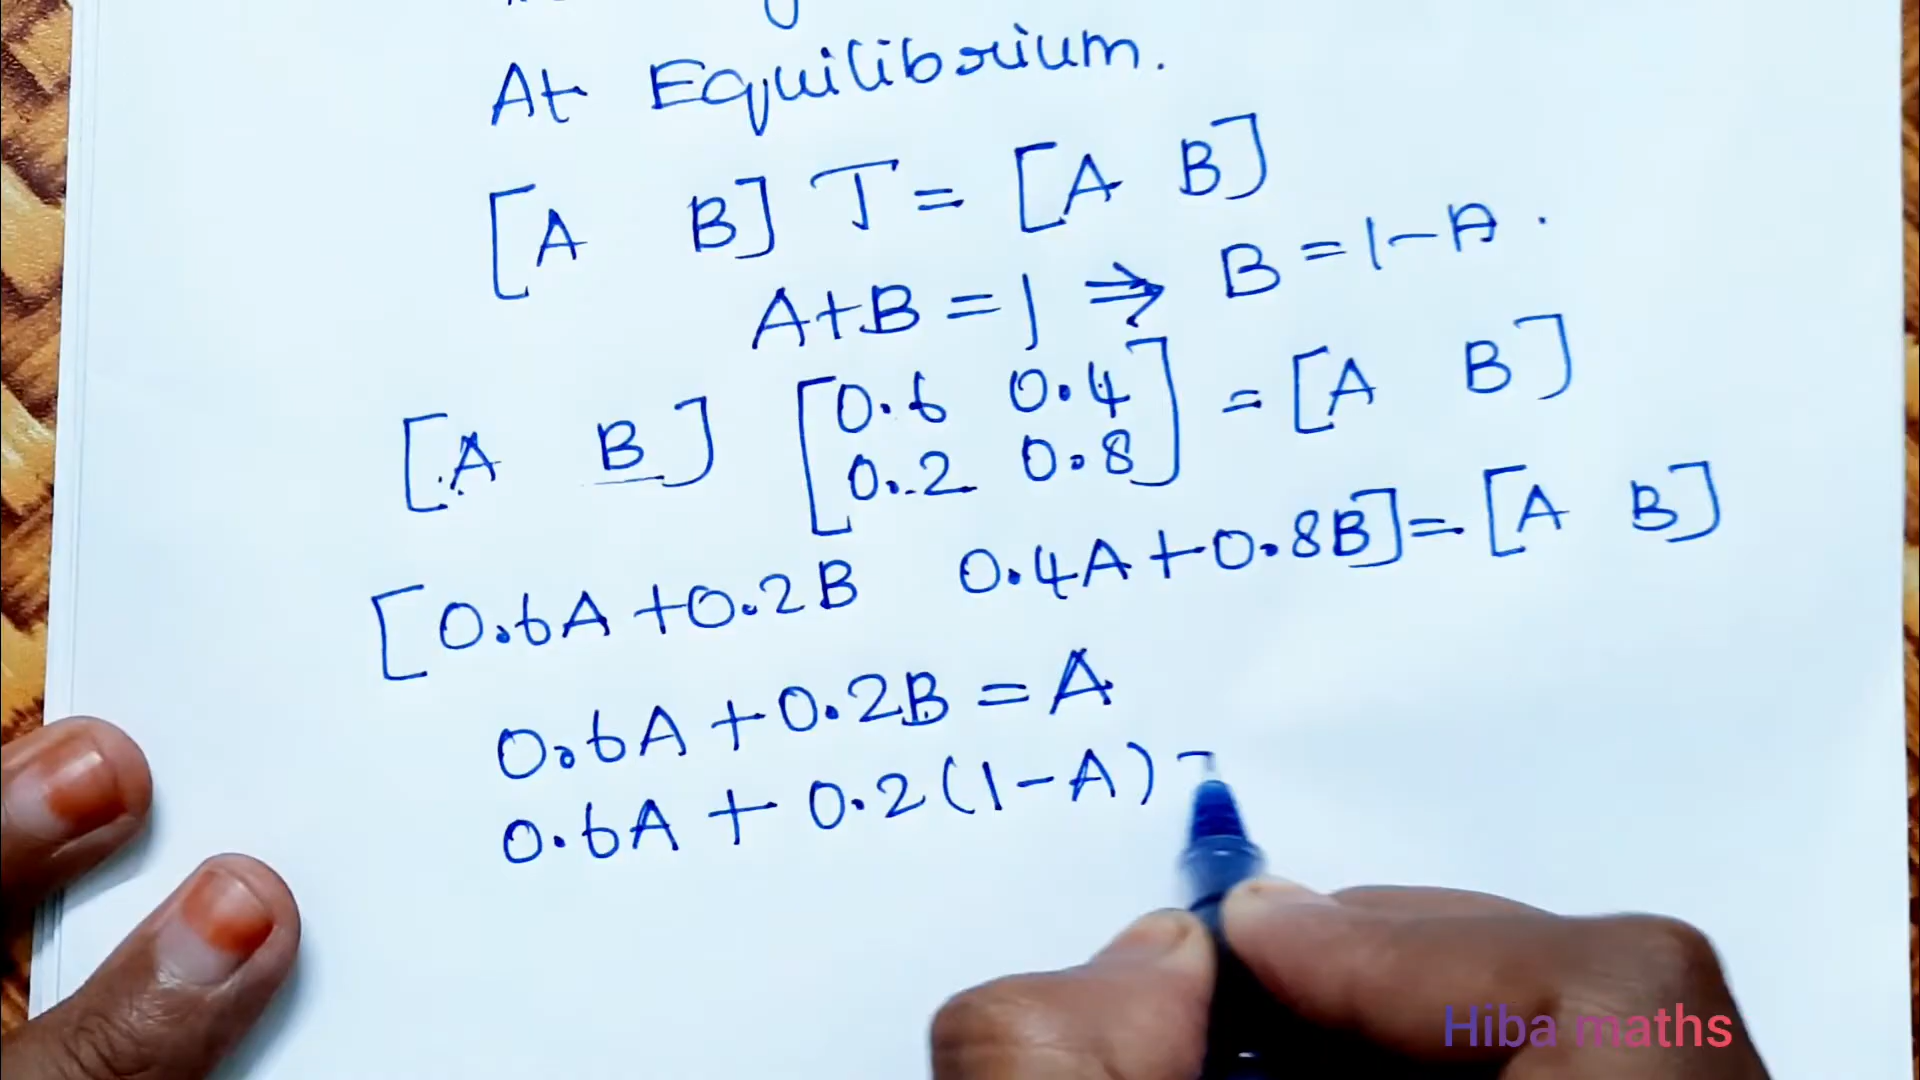 At Equilibrium.
[A B] T = [A B]
A+B = 1 ⇒ B = 1-A.
[A B] [0.6 0.4
0.2 0.8] = [A B]
[0.6A +0.2B 0.4A +0.8B] = [A B]
0.6A +0.2B = A
0.6A + 0.2(1-A)
Hiba maths